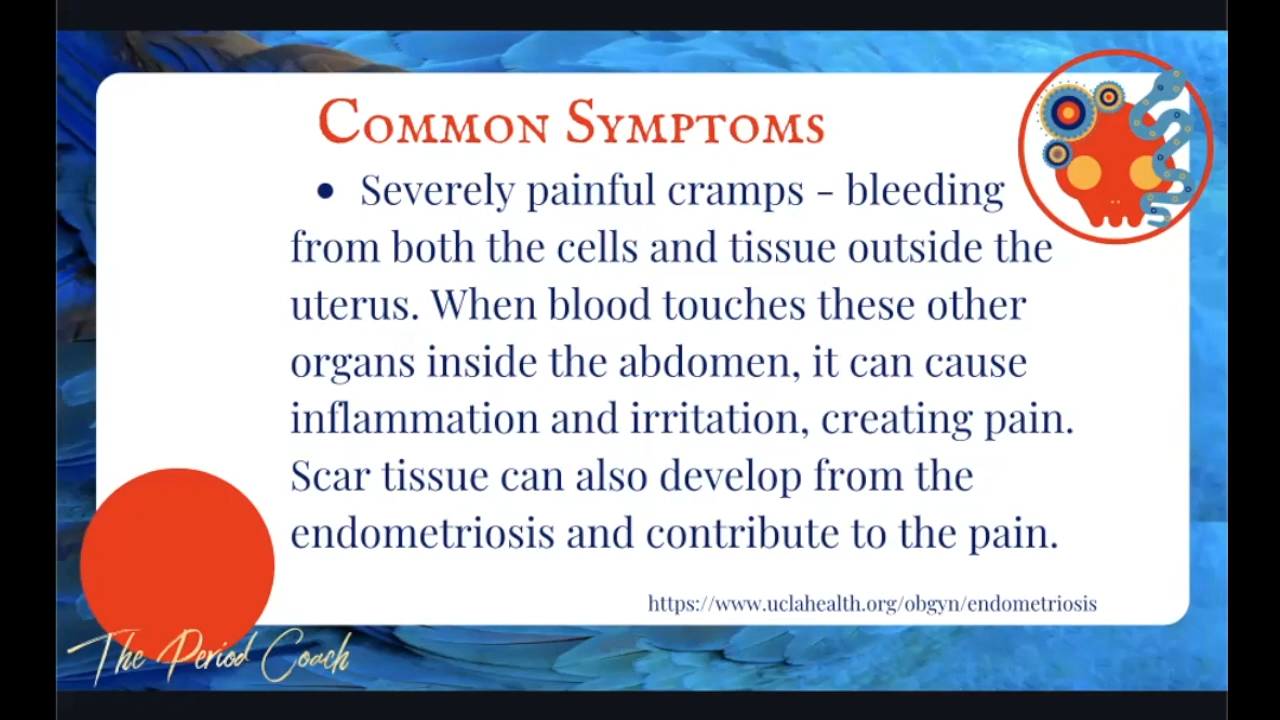 Common Symptoms
• Severely painful cramps - bleeding
from both the cells and tissue outside the
uterus. When blood touches these other
organs inside the abdomen, it can cause
inflammation and irritation, creating pain.
Scar tissue can also develop from the
endometriosis and contribute to the pain.
https://www.uclahealth.org/obgyn/endometriosis
The Period Coach